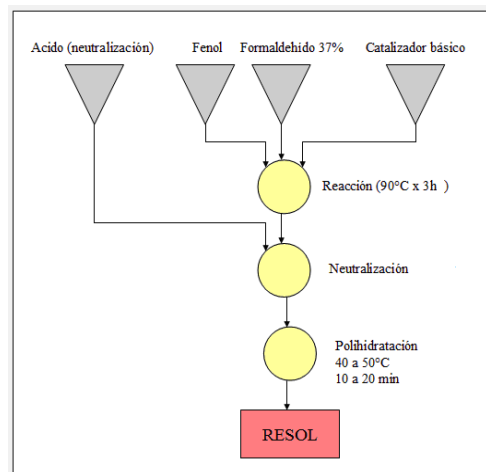 Acido (neutralización)
Fenol
Formaldehido 37%
Catalizador básico
Reacción (90°C x 3h )
Neutralización
Polihidratación
40 a 50°C
10 a 20 min
RESOL